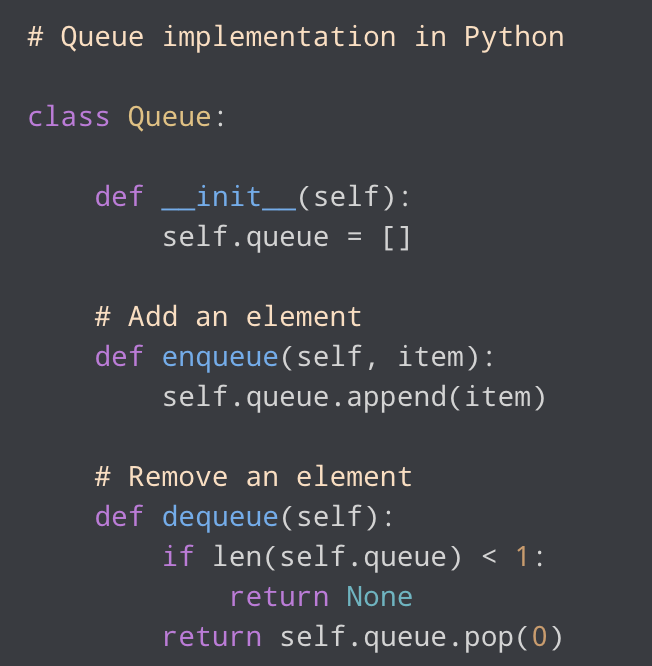 # Queue implementation in Python

class Queue:

    def __init__(self):
        self.queue = []

    # Add an element
    def enqueue(self, item):
        self.queue.append(item)

    # Remove an element
    def dequeue(self):
        if len(self.queue) < 1:
            return None
        return self.queue.pop(0)